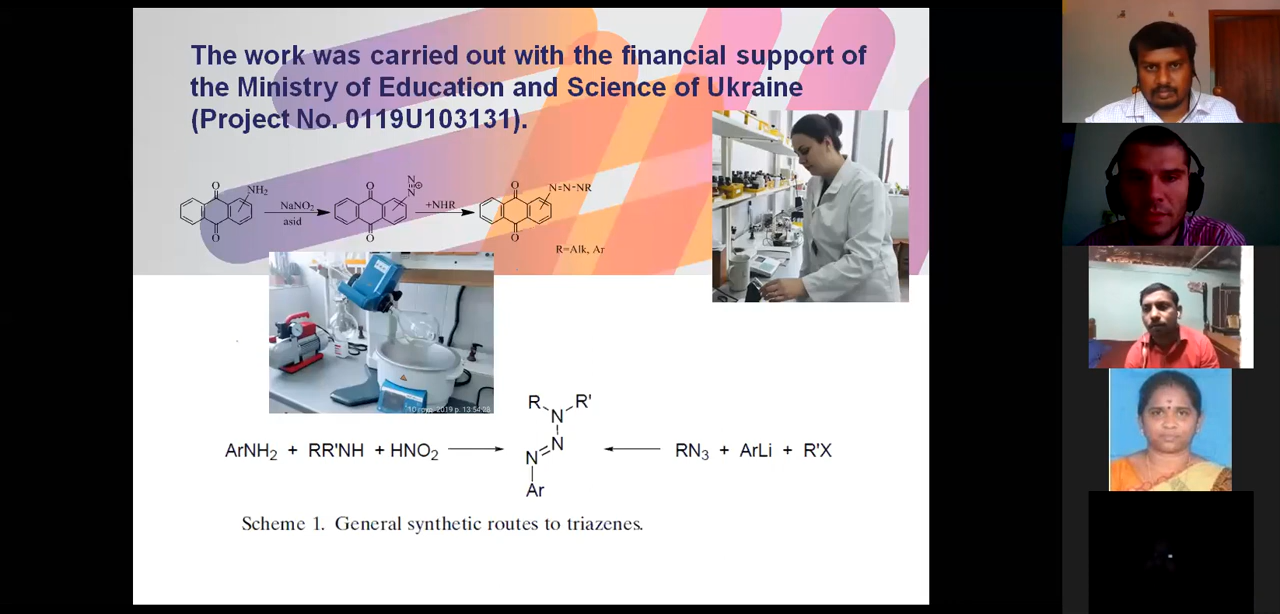 The work was carried out with the financial support of
the Ministry of Education and Science of Ukraine
(Project No. 0119U103131).
O
NH₂
O
NaNO₂
asid
O
N
N⊕
O
+NHR
O
N=N-NR
O
R=Alk, Ar
R R'
N
N
N
Ar
ArNH₂ + RR'NH + HNO₂
RN₃ + ArLi + R'X
Scheme 1. General synthetic routes to triazenes.